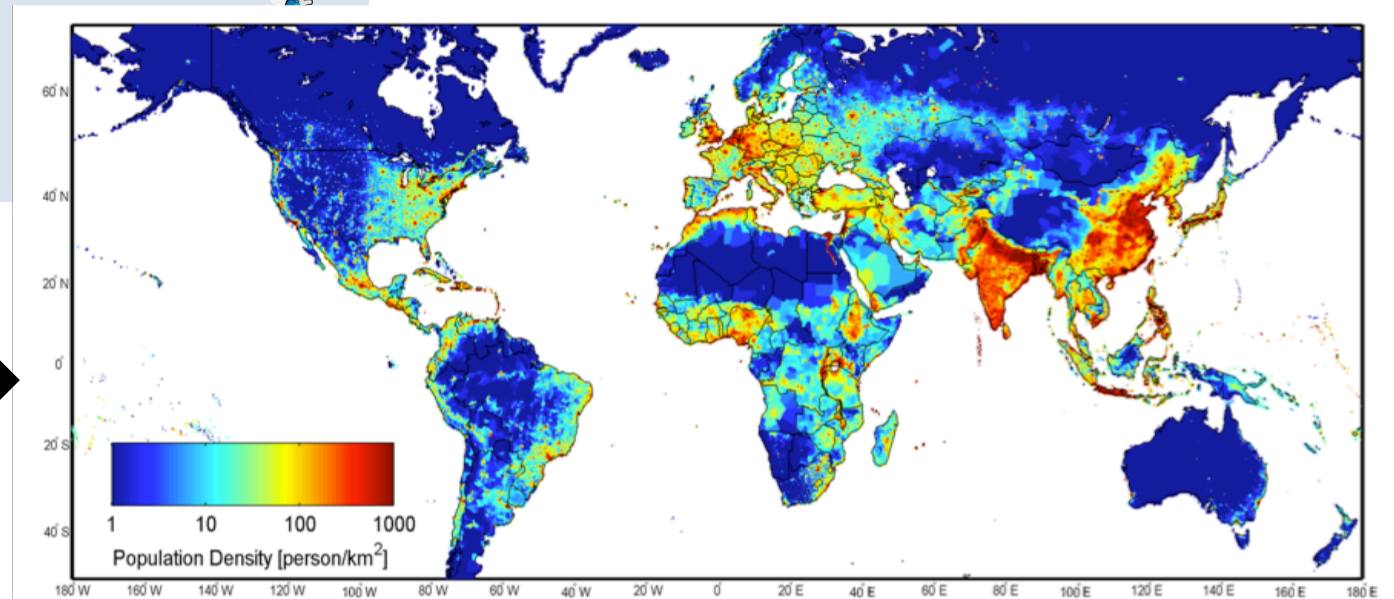 60° N
40° N
20° N
0°
20° S
40° S
1 10 100 1000
Population Density [person/km²]
180 W 160 W 140 W 120 W 100 W 80 W 60 W 40 W 20 W 0 20 E 40 E 60 E 80 E 100 E 120 E 140 E 160 E 180 E